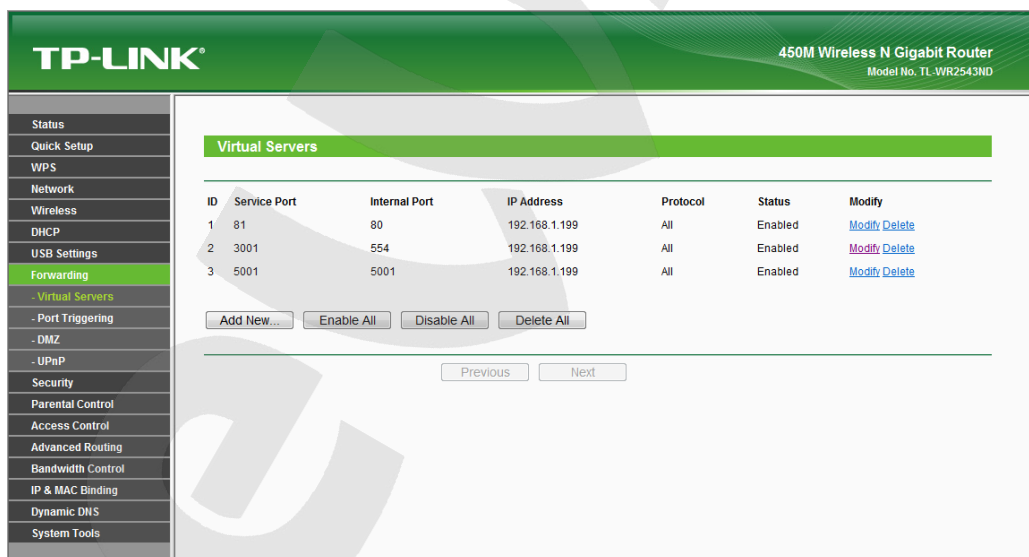 TP-LINK®
450M Wireless N Gigabit Router
Model No. TL-WR2543ND
Status
Quick Setup
WPS
Network
Wireless
DHCP
USB Settings
Forwarding
- Virtual Servers
- Port Triggering
- DMZ
- UPnP
Security
Parental Control
Access Control
Advanced Routing
Bandwidth Control
IP & MAC Binding
Dynamic DNS
System Tools
Virtual Servers
ID Service Port Internal Port IP Address Protocol Status Modify
1 81 80 192.168.1.199 All Enabled Modify Delete
2 3001 554 192.168.1.199 All Enabled Modify Delete
3 5001 5001 192.168.1.199 All Enabled Modify Delete
Add New... Enable All Disable All Delete All
Previous Next